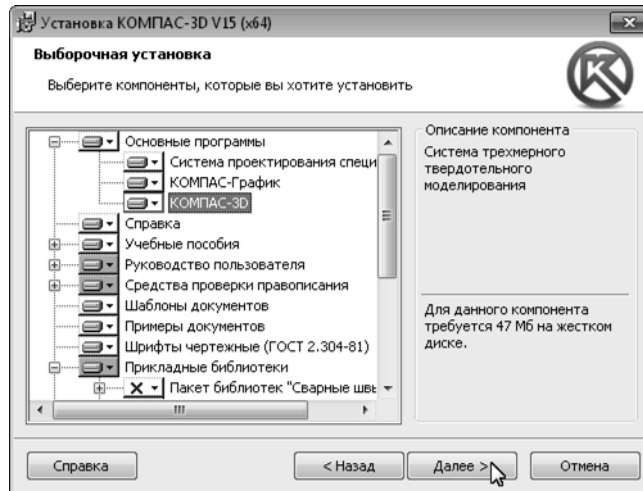 Установка КОМПАС-3D V15 (x64)
Выборочная установка
Выберите компоненты, которые вы хотите установить
Основные программы
Система проектирования специ
КОМПАС-График
КОМПАС-3D
Справка
Учебные пособия
Руководство пользователя
Средства проверки правописания
Шаблоны документов
Примеры документов
Шрифты чертежные (ГОСТ 2.304-81)
Прикладные библиотеки
Пакет библиотек "Сварные швы
Описание компонента
Система трехмерного
твердотельного
моделирования
Для данного компонента
требуется 47 Мб на жестком
диске.
Справка
< Назад
Далее >
Отмена